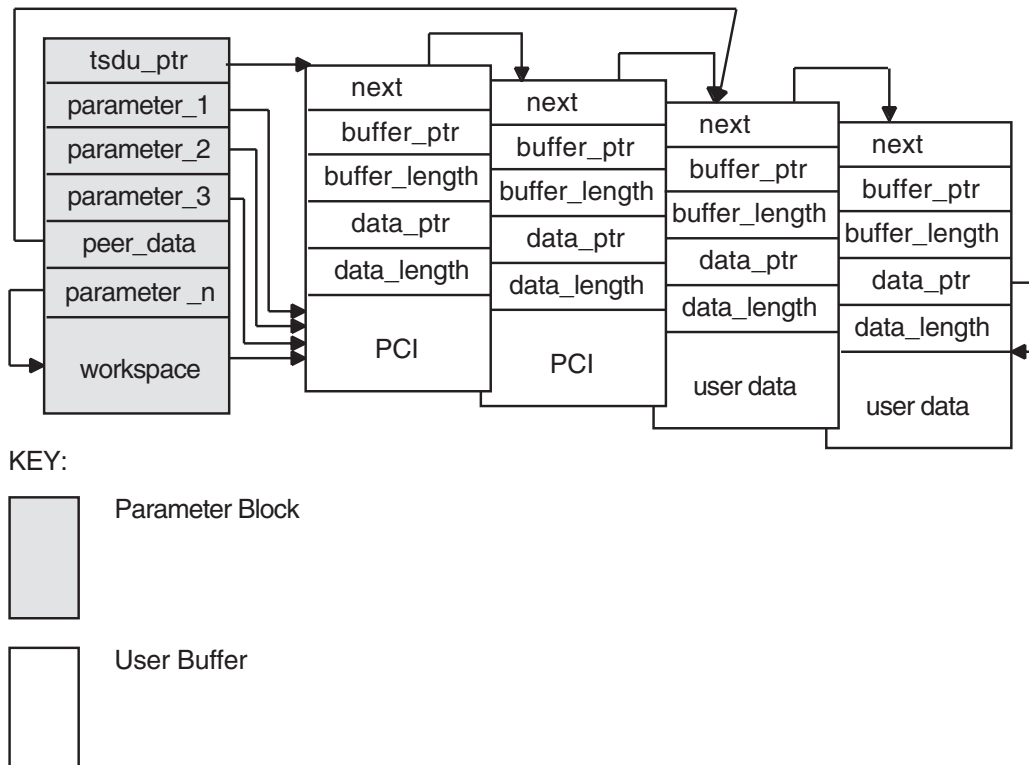 tsdu_ptr
parameter_1
parameter_2
parameter_3
peer_data
parameter _n
workspace
next
buffer_ptr
buffer_length
data_ptr
data_length
PCI
next
buffer_ptr
buffer_length
data_ptr
data_length
PCI
next
buffer_ptr
buffer_length
data_ptr
data_length
user data
next
buffer_ptr
buffer_length
data_ptr
data_length
user data
KEY:
Parameter Block
User Buffer